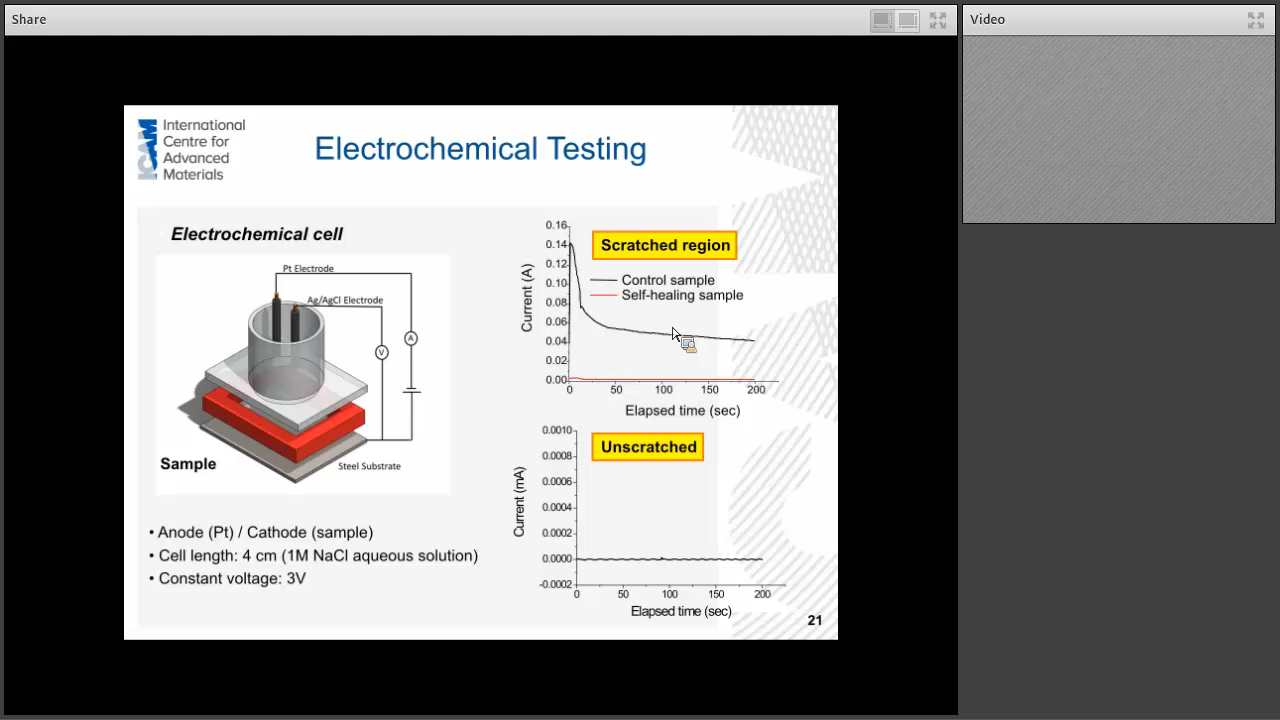 Share
Video
ICAM
International
Centre for
Advanced
Materials
Electrochemical Testing
Electrochemical cell
Pt Electrode
Ag/AgCl Electrode
A
V
Sample
Steel Substrate
• Anode (Pt) / Cathode (sample)
• Cell length: 4 cm (1M NaCl aqueous solution)
• Constant voltage: 3V
Scratched region
Control sample
Self-healing sample
Current (A)
0.16
0.14
0.12
0.10
0.08
0.06
0.04
0.02
0.00
0 50 100 150 200
Elapsed time (sec)
Unscratched
Current (mA)
0.0010
0.0008
0.0006
0.0004
0.0002
0.0000
-0.0002
0 50 100 150 200
Elapsed time (sec)
21